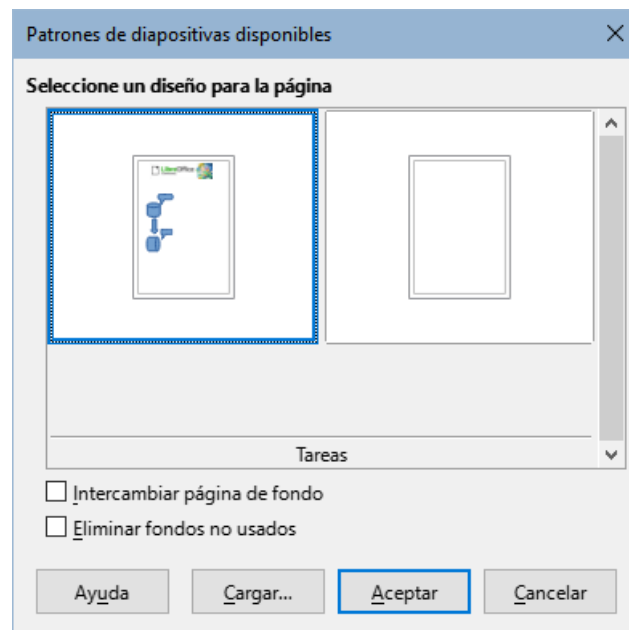 Patrones de diapositivas disponibles
Seleccione un diseño para la página
LibreOffice
Tareas
Intercambiar página de fondo
Eliminar fondos no usados
Ayuda Cargar... Aceptar Cancelar